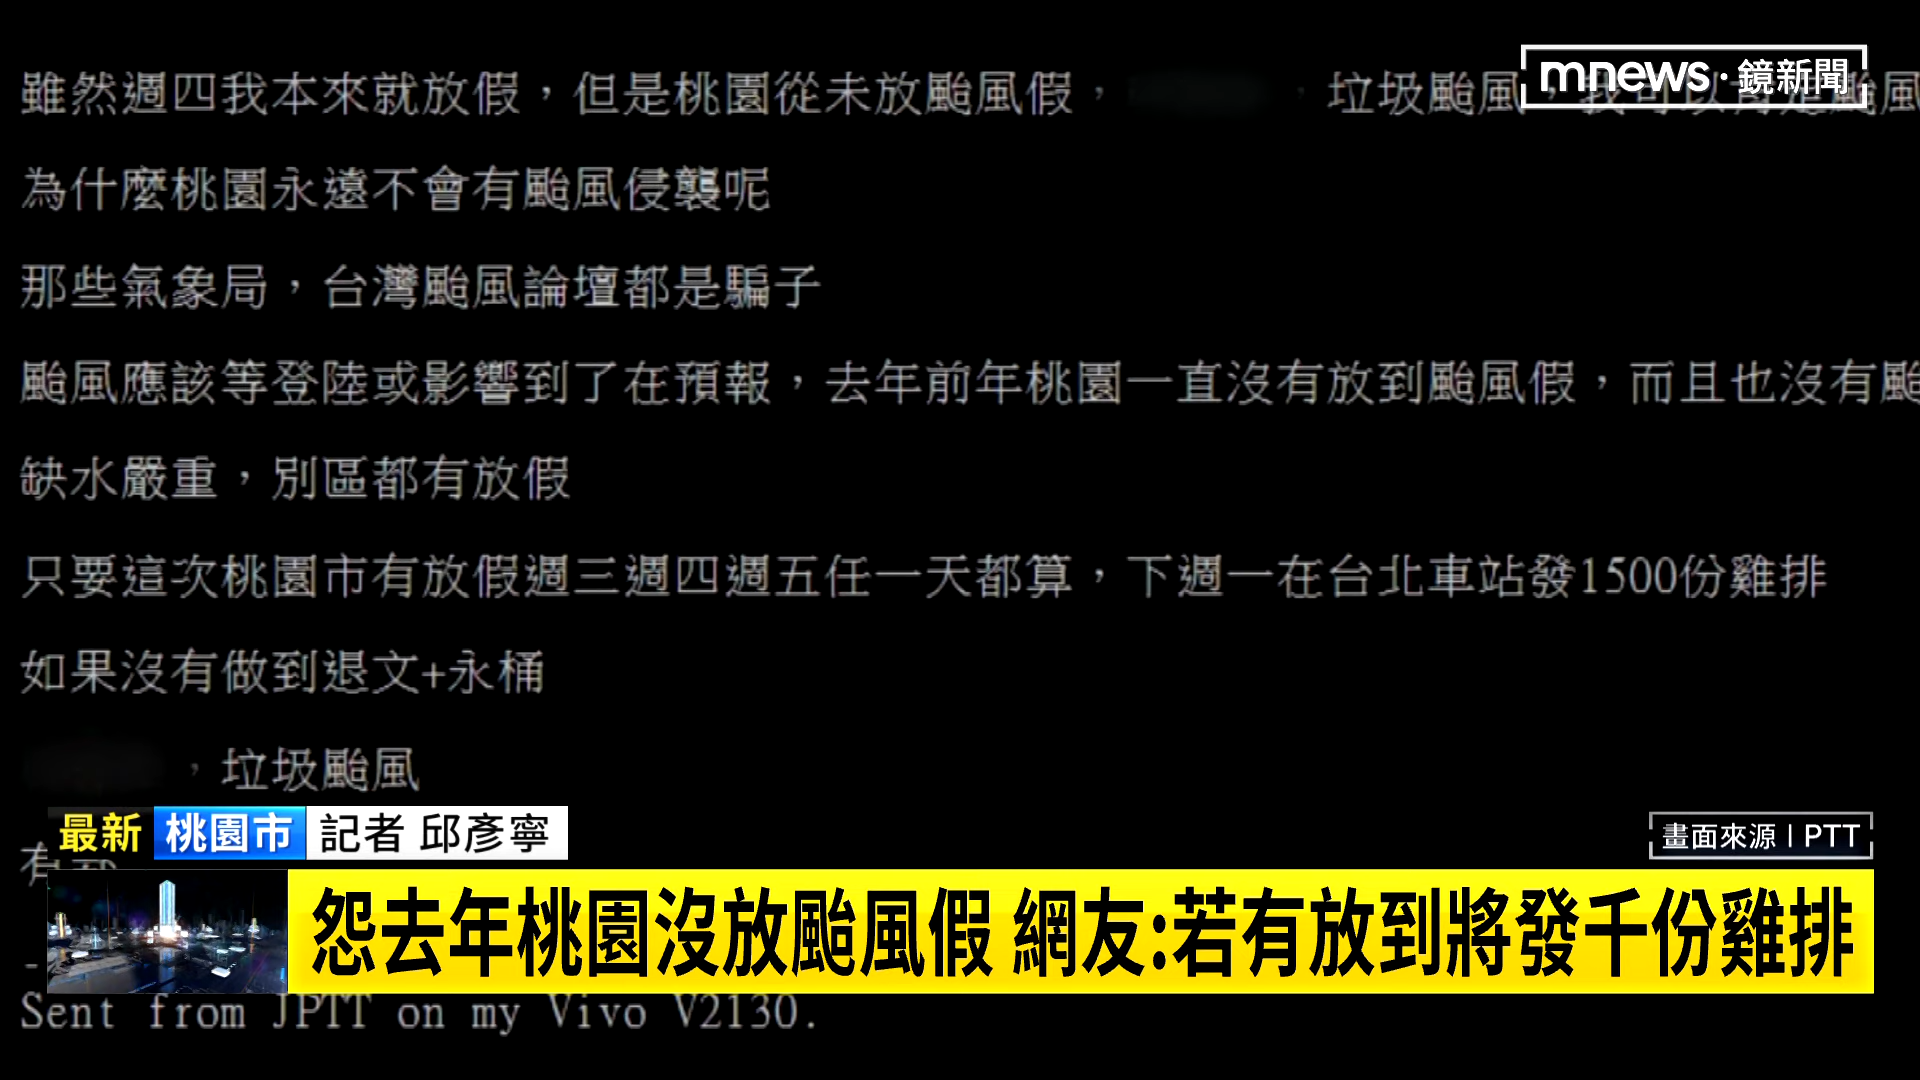 雖然週四我本來就放假，但是桃園從未放颱風假，
垃圾颱風，我可以肯定颱風
mnews·鏡新聞
為什麼桃園永遠不會有颱風侵襲呢
那些氣象局，台灣颱風論壇都是騙子
颱風應該等登陸或影響到了在預報，去年前年桃園一直沒有放到颱風假，而且也沒有颱
缺水嚴重，別區都有放假
只要這次桃園市有放假週三週四週五任一天都算，下週一在台北車站發1500份雞排
如果沒有做到退文+永桶
，垃圾颱風
最新 桃園市 記者 邱彥寧
畫面來源|PTT
怨去年桃園沒放颱風假 網友:若有放到將發千份雞排
Sent from JPTT on my Vivo V2130.